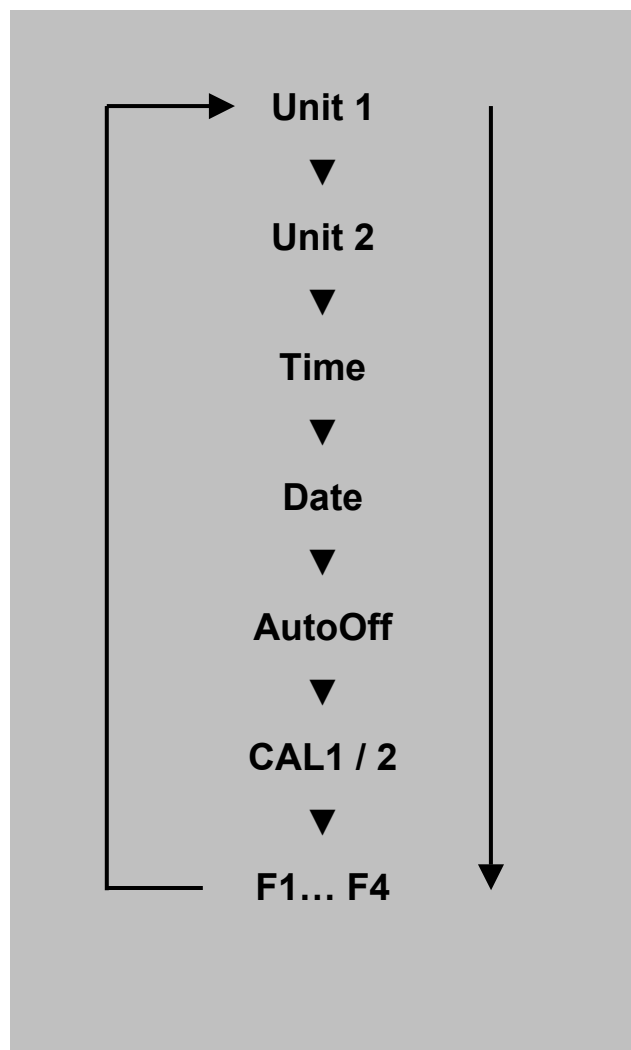 Unit 1
Unit 2
Time
Date
AutoOff
CAL1 / 2
F1… F4